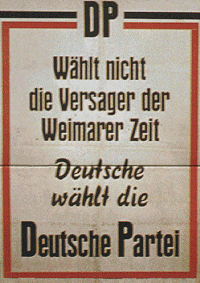 DP
Wählt nicht
die Versager der
Weimarer Zeit
Deutsche
wählt die
Deutsche Partei